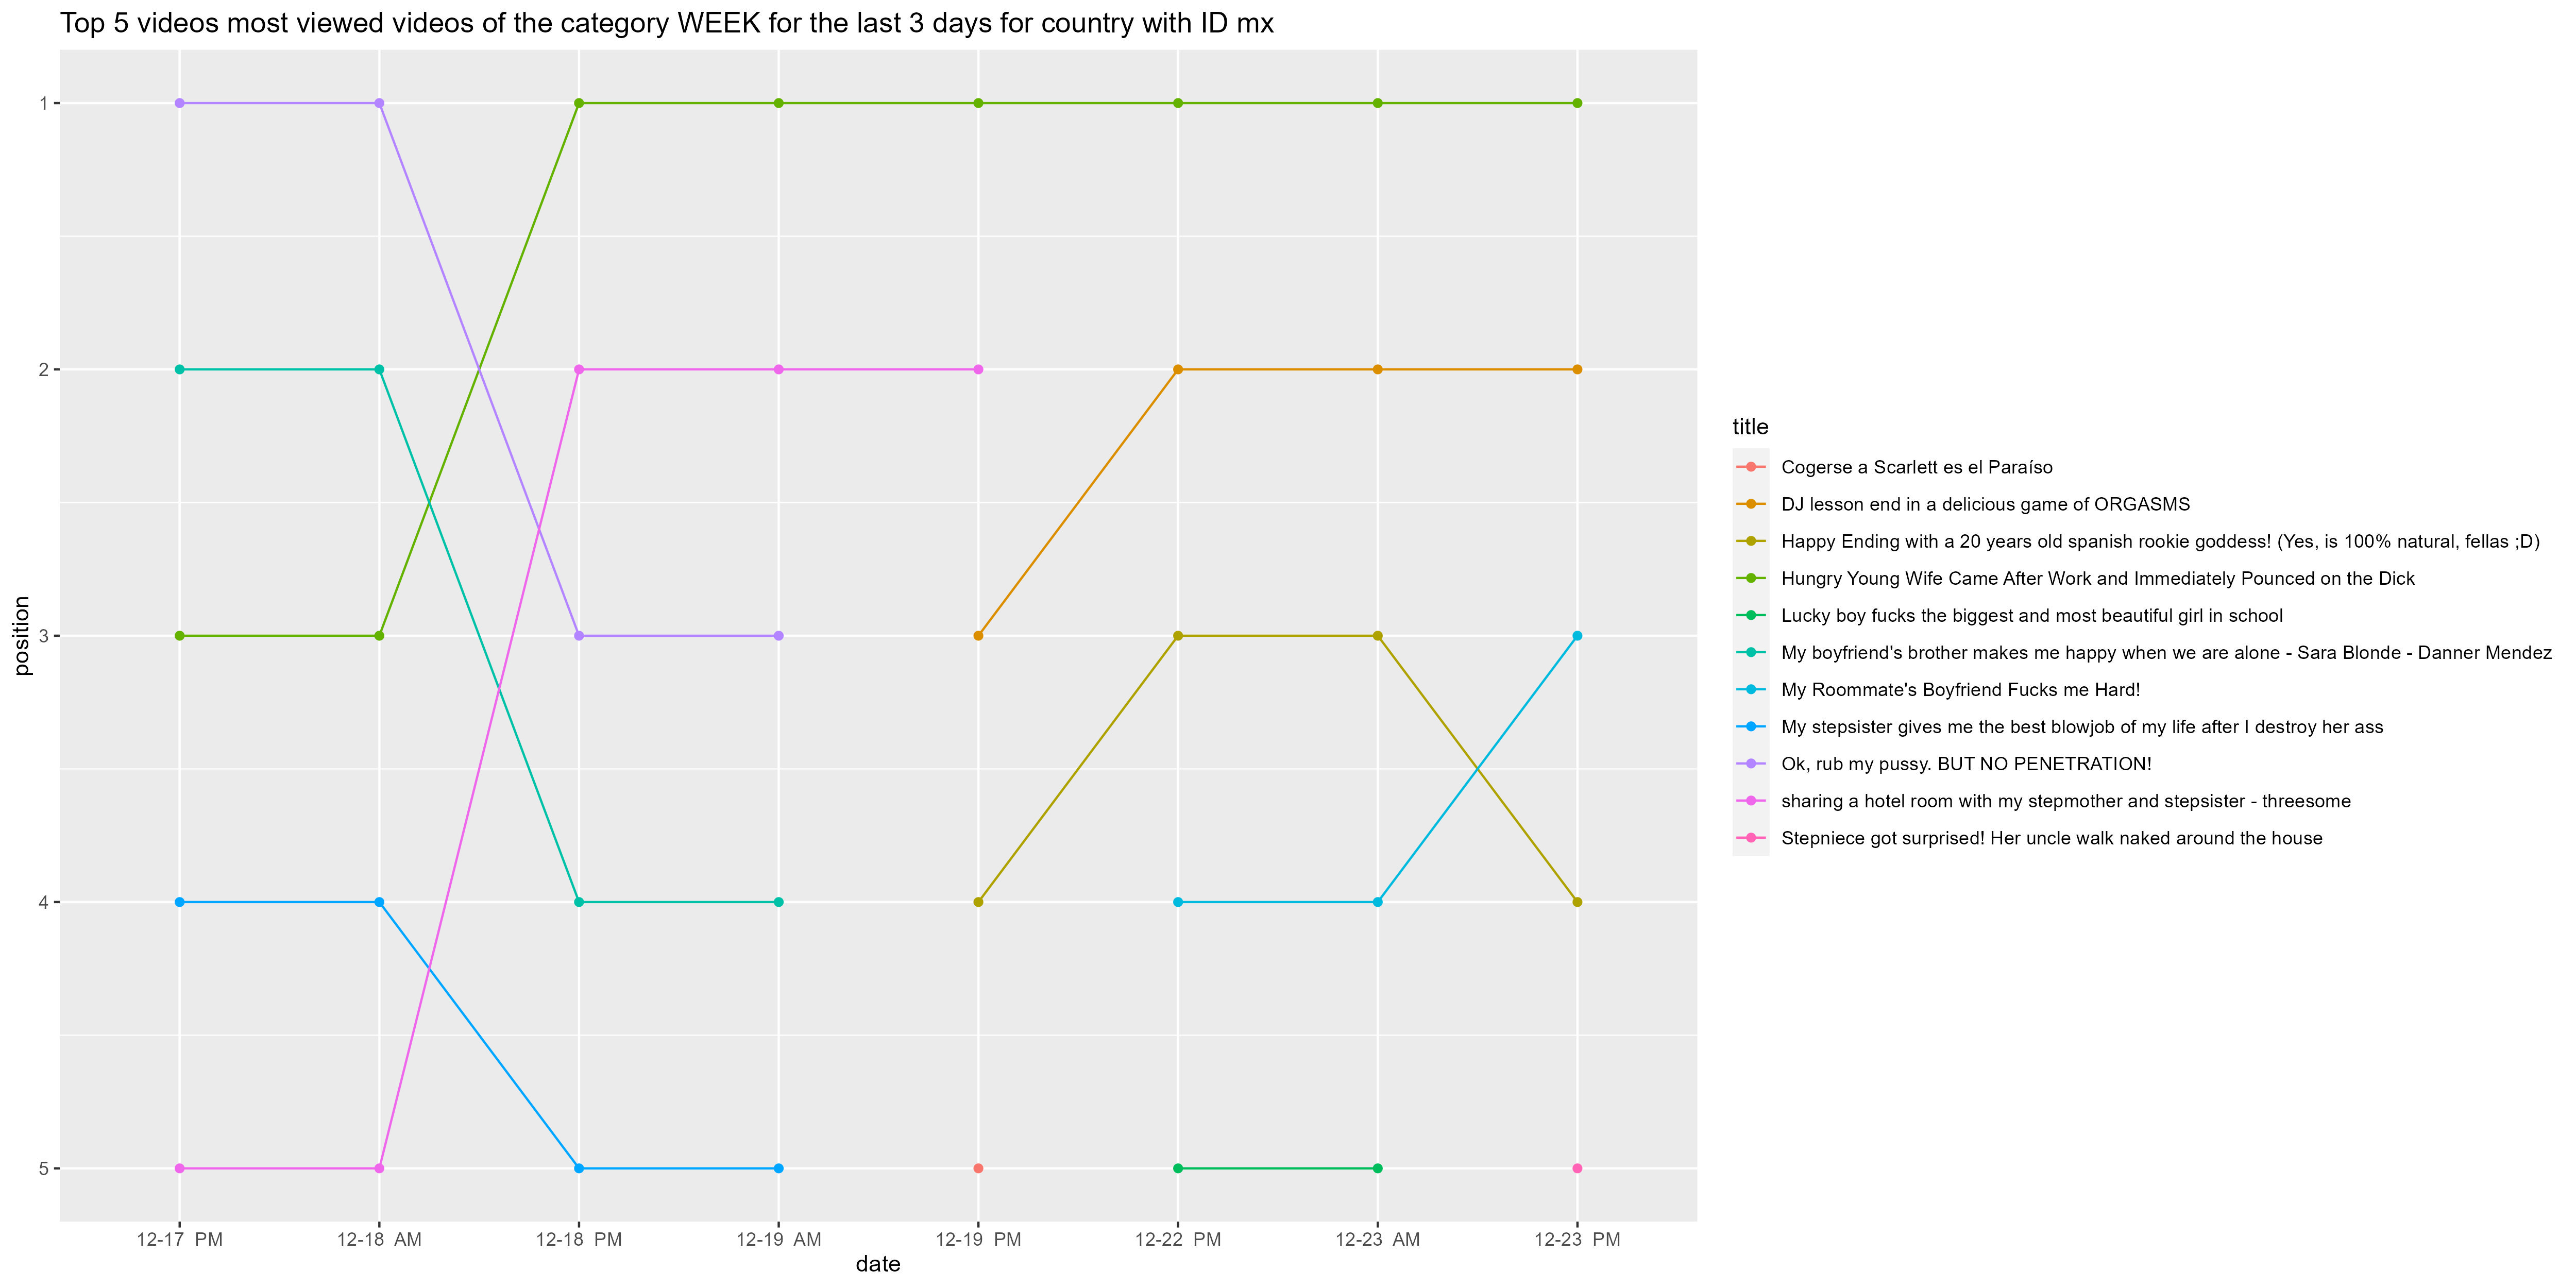 Top 5 videos most viewed videos of the category WEEK for the last 3 days for country with ID mx
position
1
2
3
4
5
12-17 PM
12-18 AM
12-18 PM
12-19 AM
12-19 PM
12-22 PM
12-23 AM
12-23 PM
date
title
Cogerse a Scarlett es el Paraíso
DJ lesson end in a delicious game of ORGASMS
Happy Ending with a 20 years old spanish rookie goddess! (Yes, is 100% natural, fellas ;D)
Hungry Young Wife Came After Work and Immediately Pounced on the Dick
Lucky boy fucks the biggest and most beautiful girl in school
My boyfriend's brother makes me happy when we are alone - Sara Blonde - Danner Mendez
My Roommate's Boyfriend Fucks me Hard!
My stepsister gives me the best blowjob of my life after I destroy her ass
Ok, rub my pussy. BUT NO PENETRATION!
sharing a hotel room with my stepmother and stepsister - threesome
Stepniece got surprised! Her uncle walk naked around the house